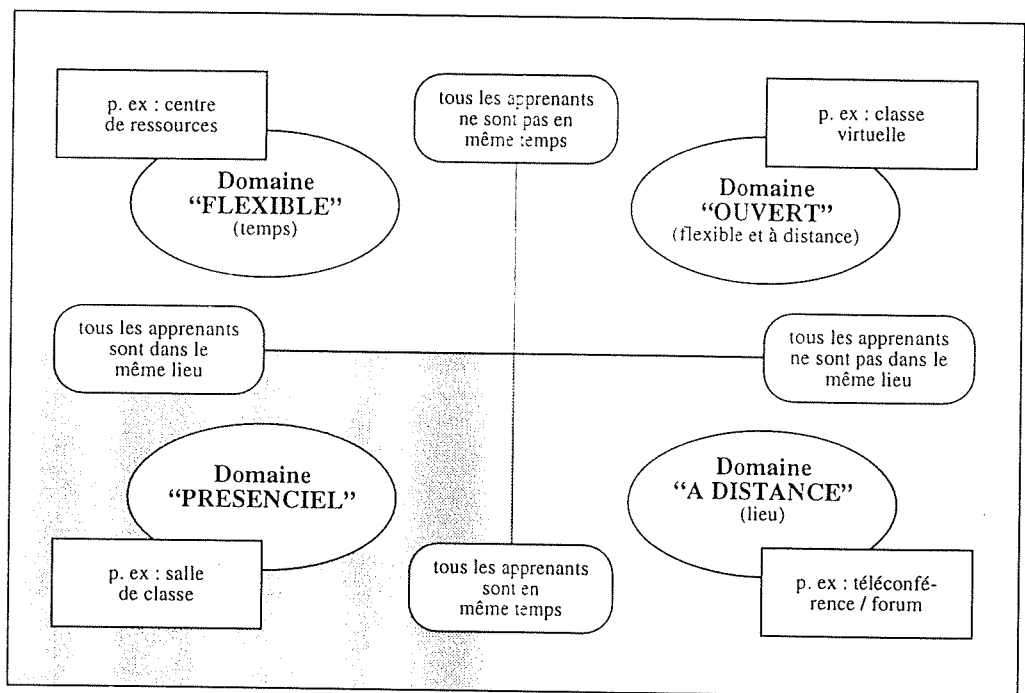 p. ex : centre
de ressources
tous les apprenants
ne sont pas en
même temps
p. ex : classe
virtuelle
Domaine
“FLEXIBLE”
(temps)
Domaine
“OUVERT”
(flexible et à distance)
tous les apprenants
sont dans le
même lieu
tous les apprenants
ne sont pas dans le
même lieu
Domaine
“PRESENCIEL”
Domaine
“A DISTANCE”
(lieu)
p. ex : salle
de classe
tous les apprenants
sont en
même temps
p. ex : téléconfé-
rence / forum